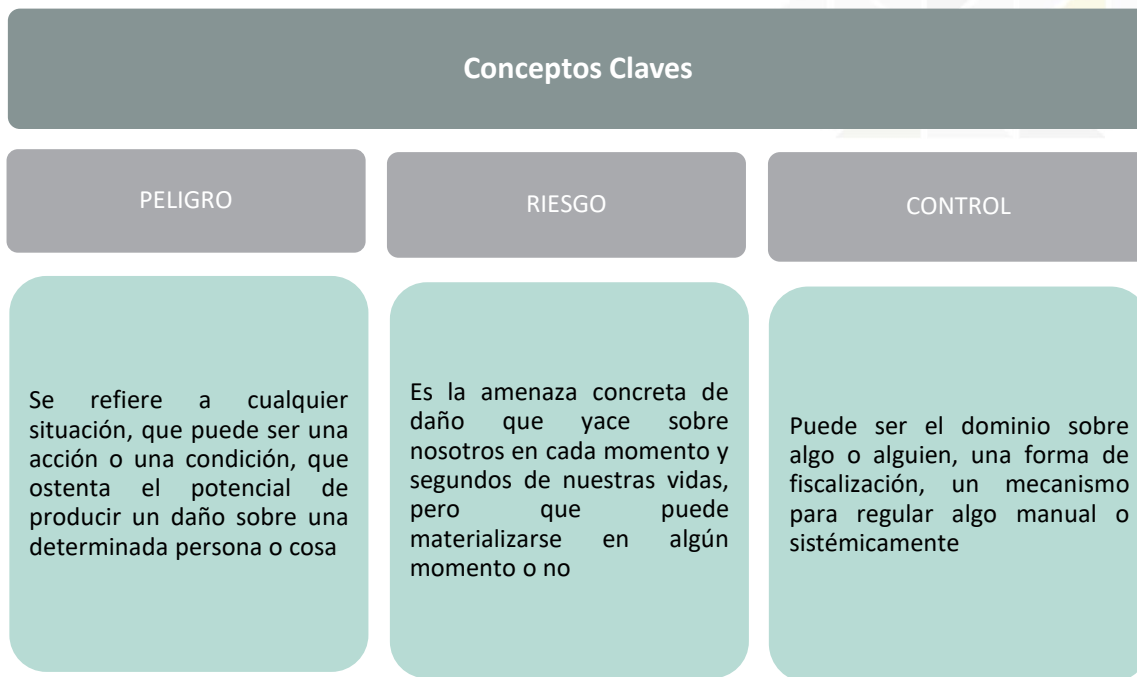 Conceptos Claves
PELIGRO
Se refiere a cualquier
situación, que puede ser una
acción o una condición, que
ostenta el potencial de
producir un daño sobre una
determinada persona o cosa
RIESGO
Es la amenaza concreta de
daño que yace sobre
nosotros en cada momento y
segundos de nuestras vidas,
pero que puede
materializarse en algún
momento o no
CONTROL
Puede ser el dominio sobre
algo o alguien, una forma de
fiscalización, un mecanismo
para regular algo manual o
sistémicamente